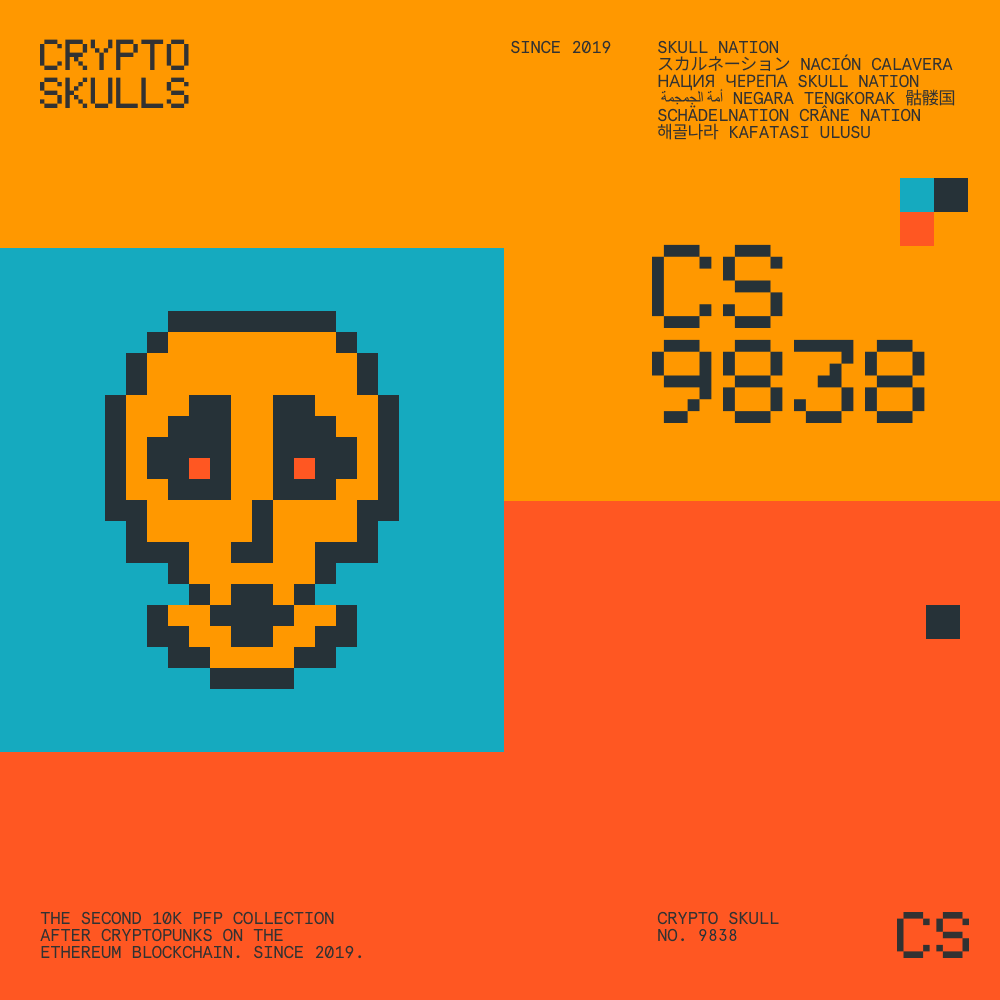 CRYPTO
SKULLS
SINCE 2019
SKULL NATION
スカルネーション NACIÓN CALAVERA
НАЦИЯ ЧЕРЕПА SKULL NATION
أمة الجمجمة NEGARA TENGKORAK 骷髅国
SCHÄDELNATION CRÂNE NATION
해골나라 KAFATASI ULUSU
CS
9838
THE SECOND 10K PFP COLLECTION
AFTER CRYPTOPUNKS ON THE
ETHEREUM BLOCKCHAIN. SINCE 2019.
CRYPTO SKULL
NO. 9838
CS